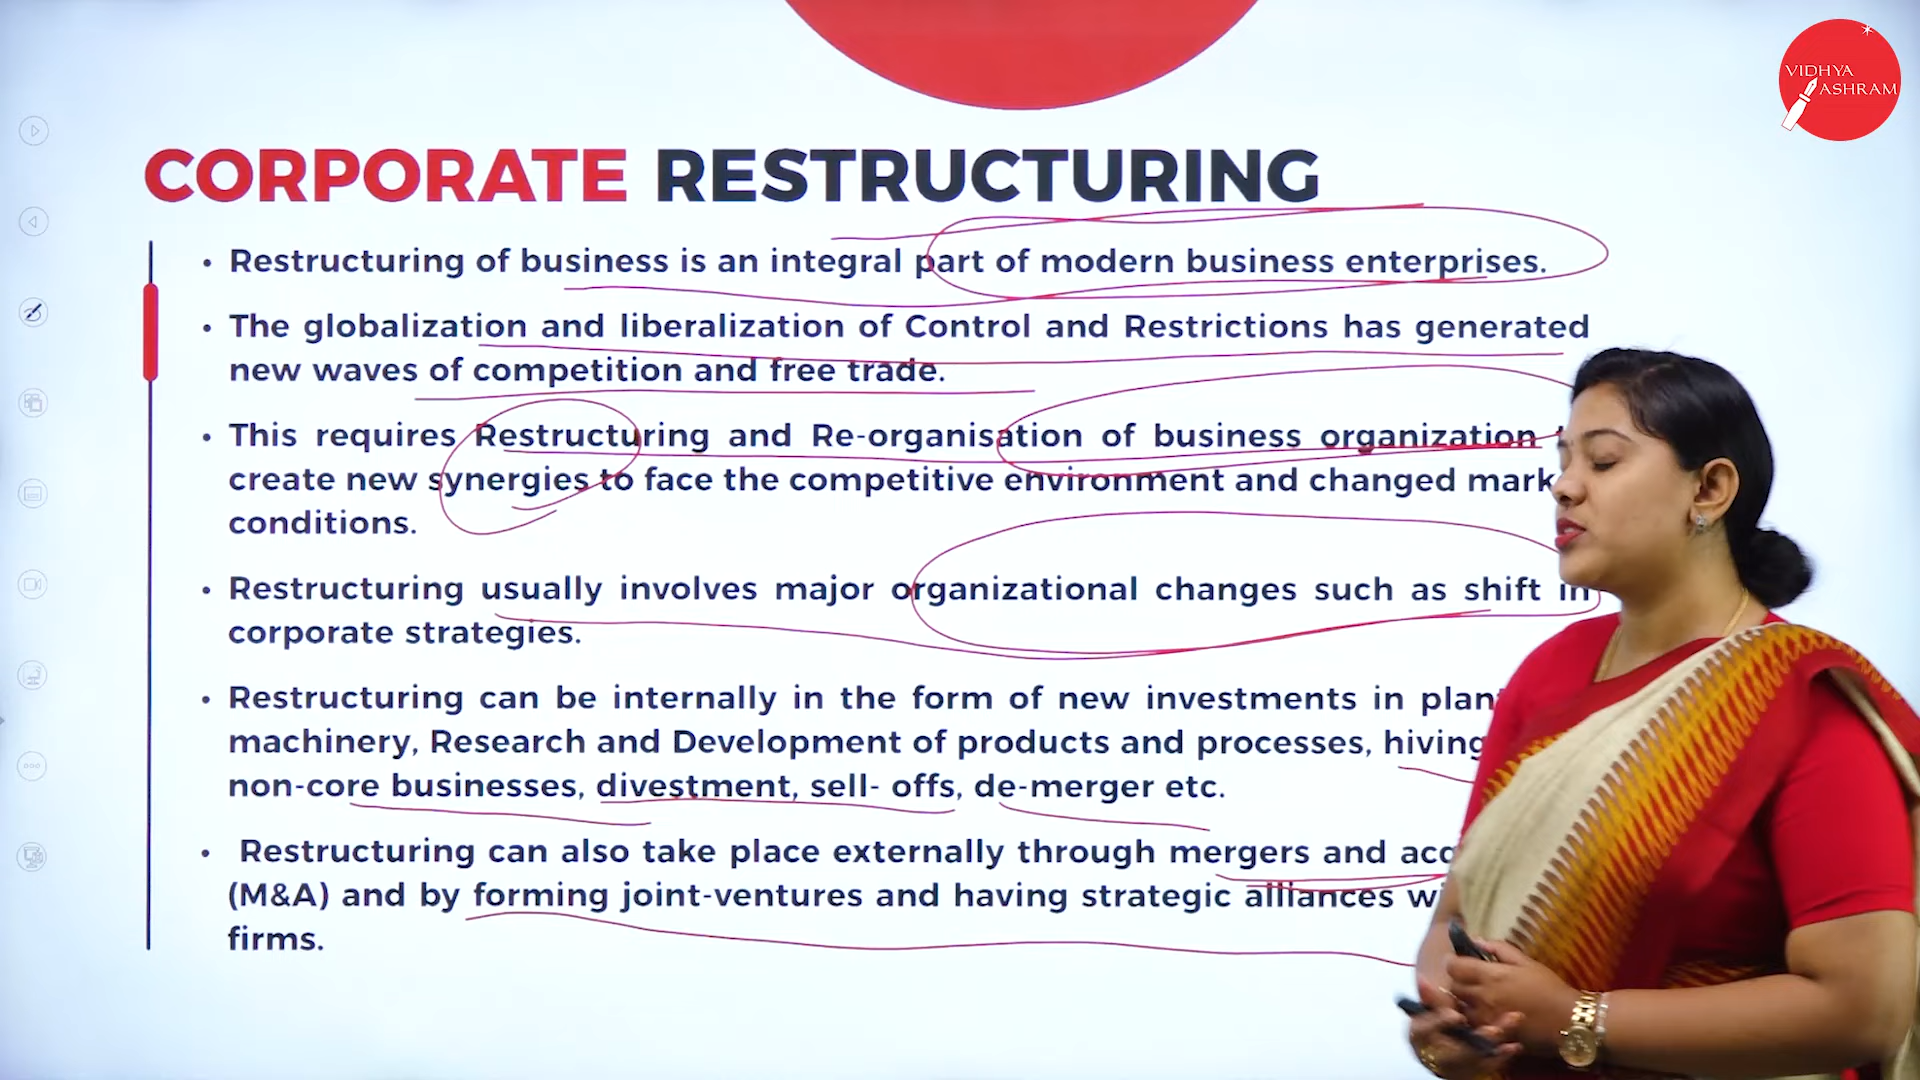 VIDHYA
ASHRAM
CORPORATE RESTRUCTURING
• Restructuring of business is an integral part of modern business enterprises.
• The globalization and liberalization of Control and Restrictions has generated
new waves of competition and free trade.
• This requires Restructuring and Re-organisation of business organization
create new synergies to face the competitive environment and changed
conditions.
• Restructuring usually involves major organizational changes such as shift in
corporate strategies.
• Restructuring can be internally in the form of new investments in
machinery, Research and Development of products and processes, hiving
non-core businesses, divestment, sell- offs, de-merger etc.
• Restructuring can also take place externally through mergers and
(M&A) and by forming joint-ventures and having strategic alliances
firms.